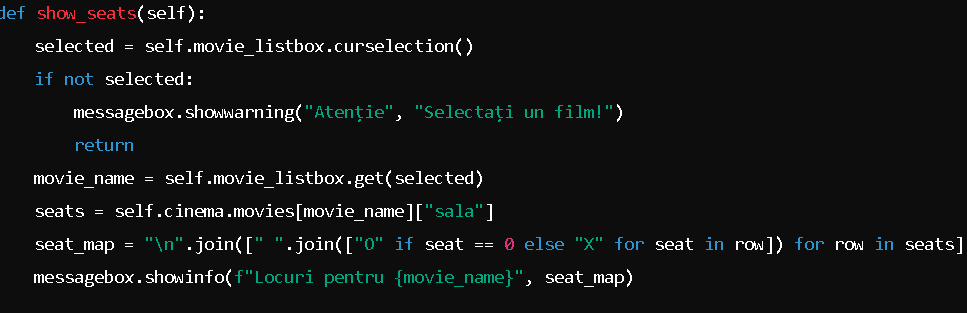 def show_seats(self):
selected = self.movie_listbox.curselection()
if not selected:
messagebox.showwarning("Atenție", "Selectați un film!")
return
movie_name = self.movie_listbox.get(selected)
seats = self.cinema.movies[movie_name]["sala"]
seat_map = "\n".join([" ".join(["O" if seat == 0 else "X" for seat in row]) for row in seats]
messagebox.showinfo(f"Locuri pentru {movie_name}", seat_map)